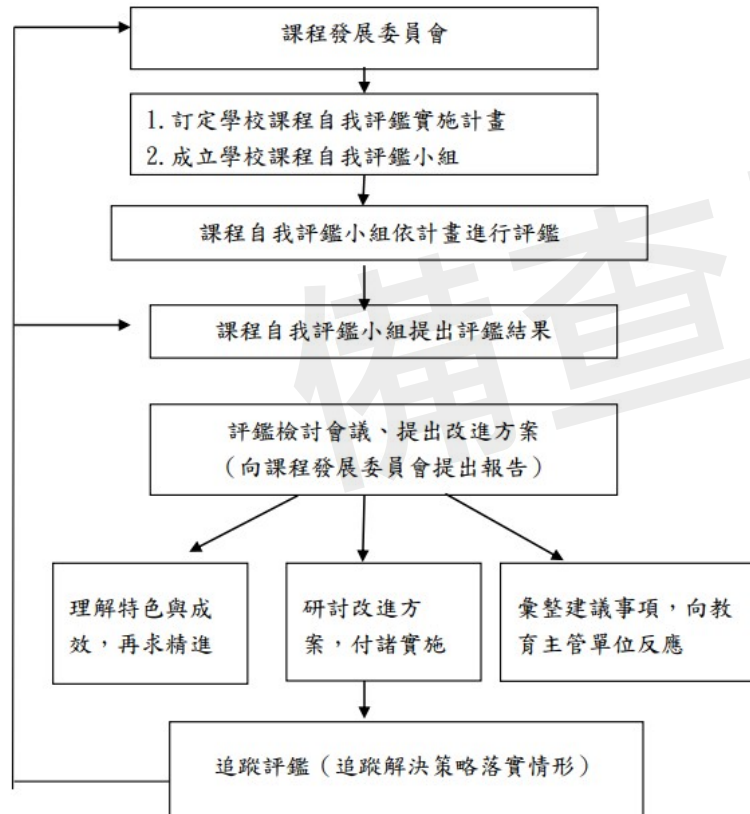 課程發展委員會
1.訂定學校課程自我評鑑實施計畫
2.成立學校課程自我評鑑小組
課程自我評鑑小組依計畫進行評鑑
課程自我評鑑小組提出評鑑結果
評鑑檢討會議、提出改進方案
（向課程發展委員會提出報告）
理解特色與成
效，再求精進
研討改進方
案，付諸實施
彙整建議事項，向教
育主管單位反應
追蹤評鑑（追蹤解決策略落實情形）
備查